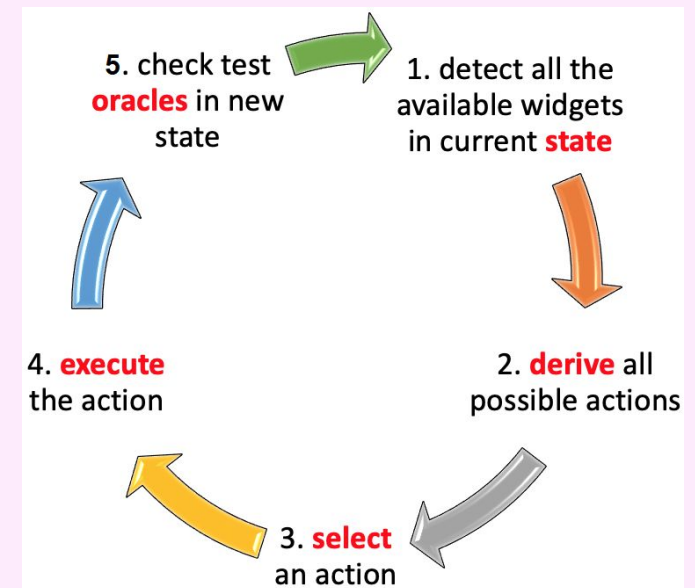 1. detect all the
available widgets
in current state
2. derive all
possible actions
3. select
an action
4. execute
the action
5. check test
oracles in new
state